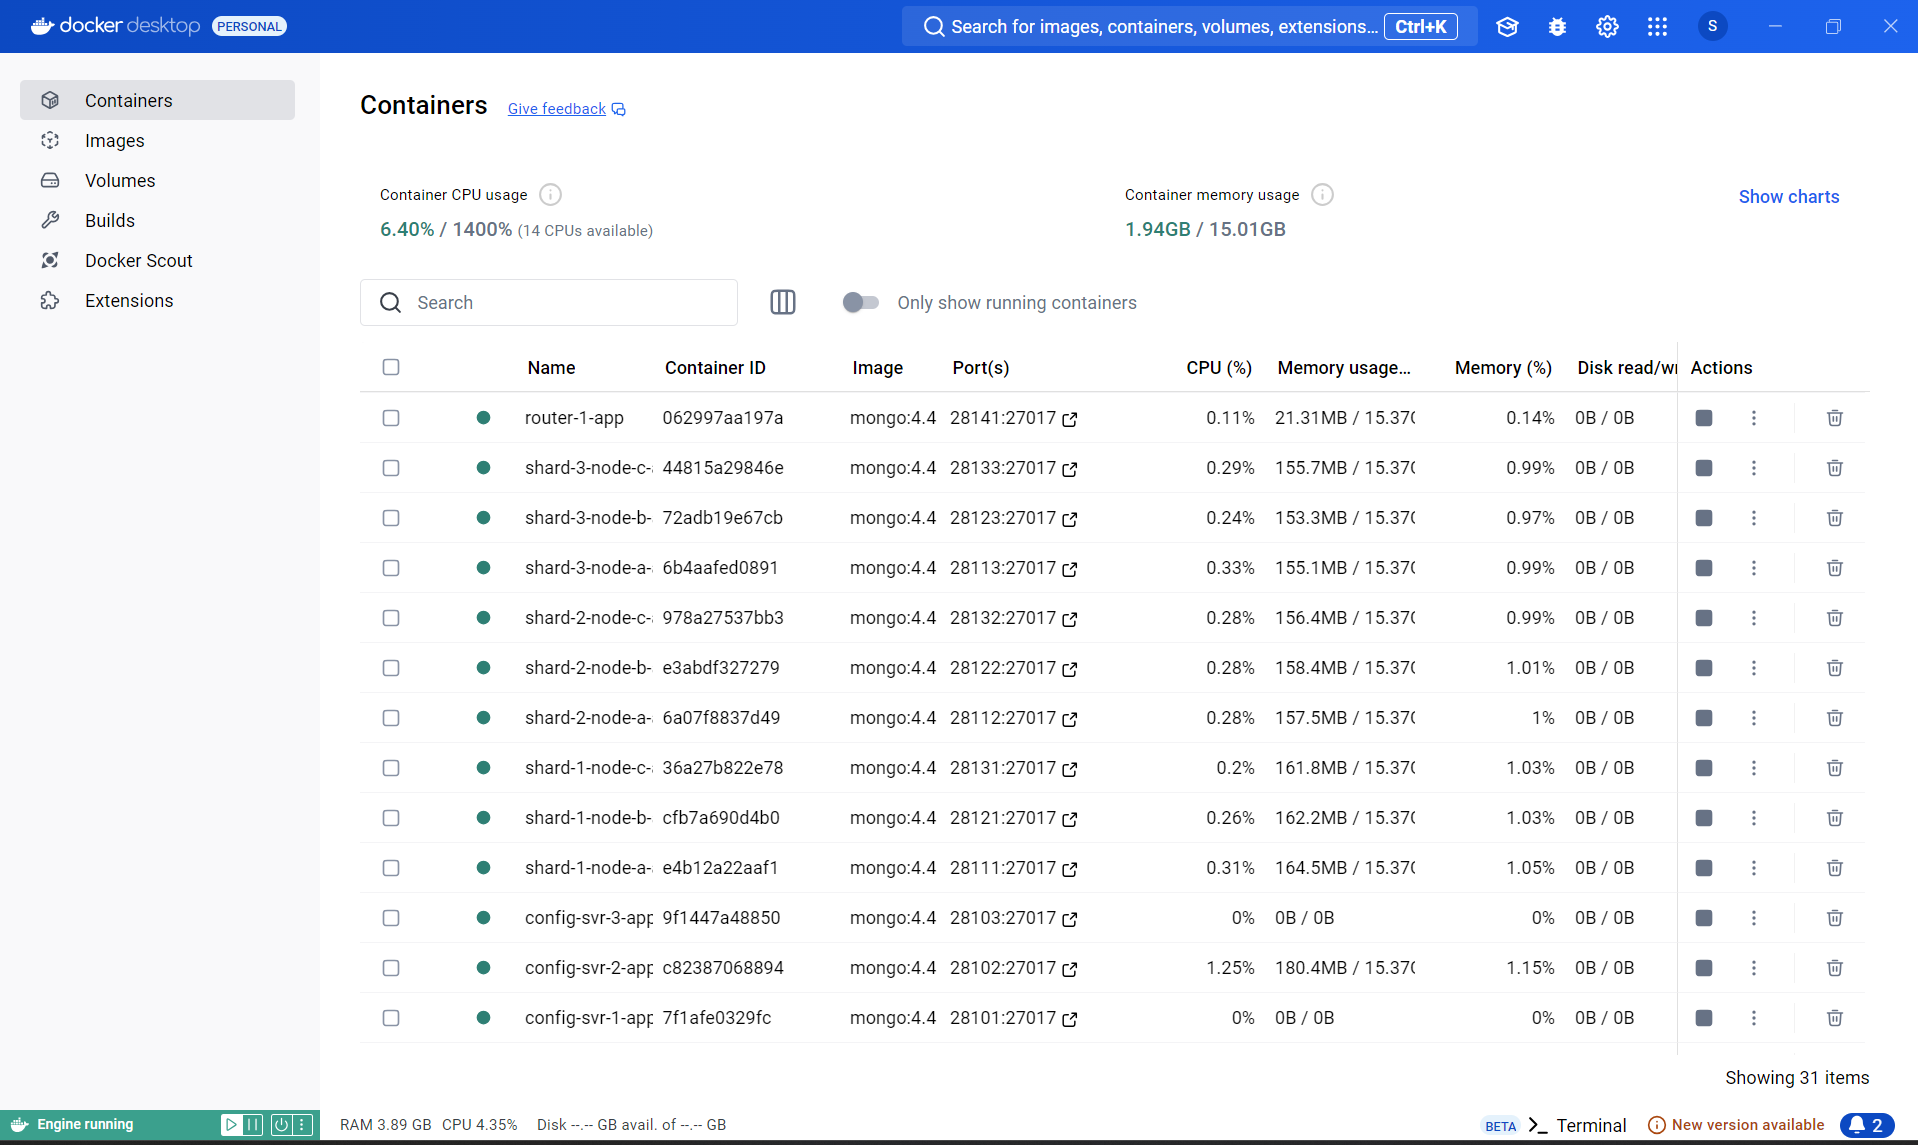 docker desktop PERSONAL
Search for images, containers, volumes, extensions... Ctrl+K
S
Containers
Images
Volumes
Builds
Docker Scout
Extensions
Containers Give feedback
Container CPU usage
6.40% / 1400% (14 CPUs available)
Container memory usage
1.94GB / 15.01GB
Show charts
Search
Only show running containers
Name Container ID Image Port(s) CPU (%) Memory usage... Memory (%) Disk read/wr Actions
router-1-app 062997aa197a mongo:4.4 28141:27017 0.11% 21.31MB / 15.37G 0.14% 0B / 0B
shard-3-node-c-a 44815a29846e mongo:4.4 28133:27017 0.29% 155.7MB / 15.37G 0.99% 0B / 0B
shard-3-node-b- 72adb19e67cb mongo:4.4 28123:27017 0.24% 153.3MB / 15.37G 0.97% 0B / 0B
shard-3-node-a-a 6b4aafed0891 mongo:4.4 28113:27017 0.33% 155.1MB / 15.37G 0.99% 0B / 0B
shard-2-node-c-a 978a27537bb3 mongo:4.4 28132:27017 0.28% 156.4MB / 15.37G 0.99% 0B / 0B
shard-2-node-b- e3abdf327279 mongo:4.4 28122:27017 0.28% 158.4MB / 15.37G 1.01% 0B / 0B
shard-2-node-a-a 6a07f8837d49 mongo:4.4 28112:27017 0.28% 157.5MB / 15.37G 1% 0B / 0B
shard-1-node-c-a 36a27b822e78 mongo:4.4 28131:27017 0.2% 161.8MB / 15.37G 1.03% 0B / 0B
shard-1-node-b- cfb7a690d4b0 mongo:4.4 28121:27017 0.26% 162.2MB / 15.37G 1.03% 0B / 0B
shard-1-node-a-a e4b12a22aaf1 mongo:4.4 28111:27017 0.31% 164.5MB / 15.37G 1.05% 0B / 0B
config-svr-3-app 9f1447a48850 mongo:4.4 28103:27017 0% 0B / 0B 0% 0B / 0B
config-svr-2-app c82387068894 mongo:4.4 28102:27017 1.25% 180.4MB / 15.37G 1.15% 0B / 0B
config-svr-1-app 7f1afe0329fc mongo:4.4 28101:27017 0% 0B / 0B 0% 0B / 0B
Showing 31 items
Engine running RAM 3.89 GB CPU 4.35% Disk --.-- GB avail. of --.-- GB BETA Terminal New version available 2